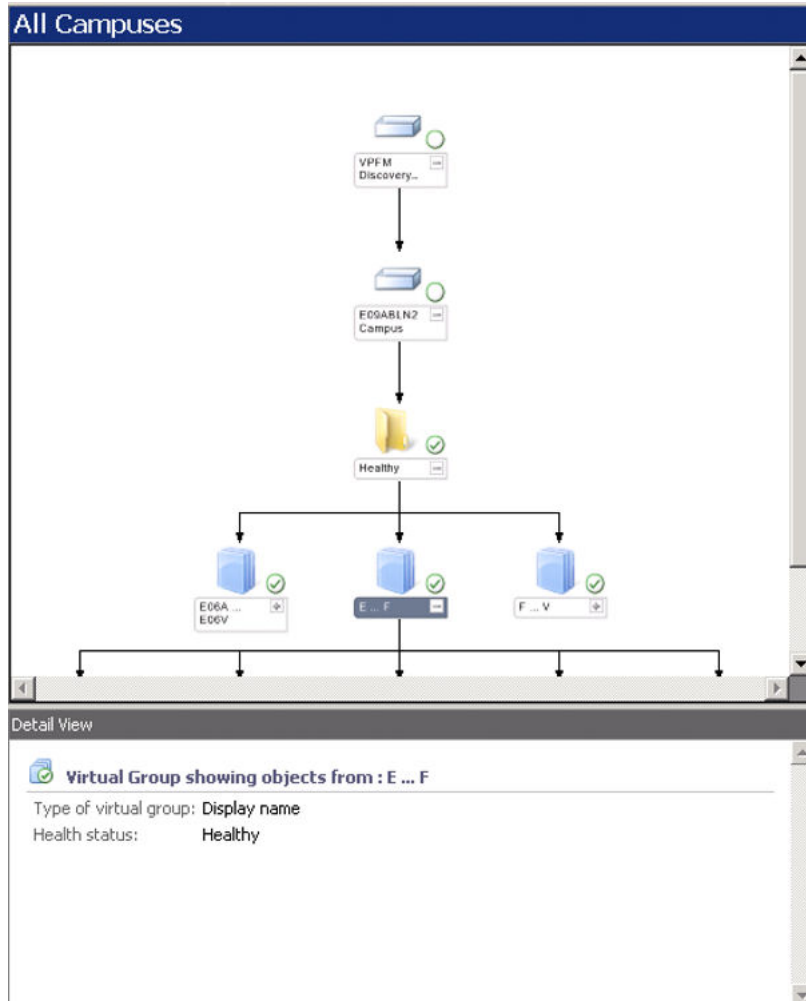 All Campuses
VPFM
Discovery...
E09ABLN2
Campus
Healthy
E06A ...
E06V
E ... F
F ... V
Detail View
Virtual Group showing objects from : E ... F
Type of virtual group: Display name
Health status: Healthy